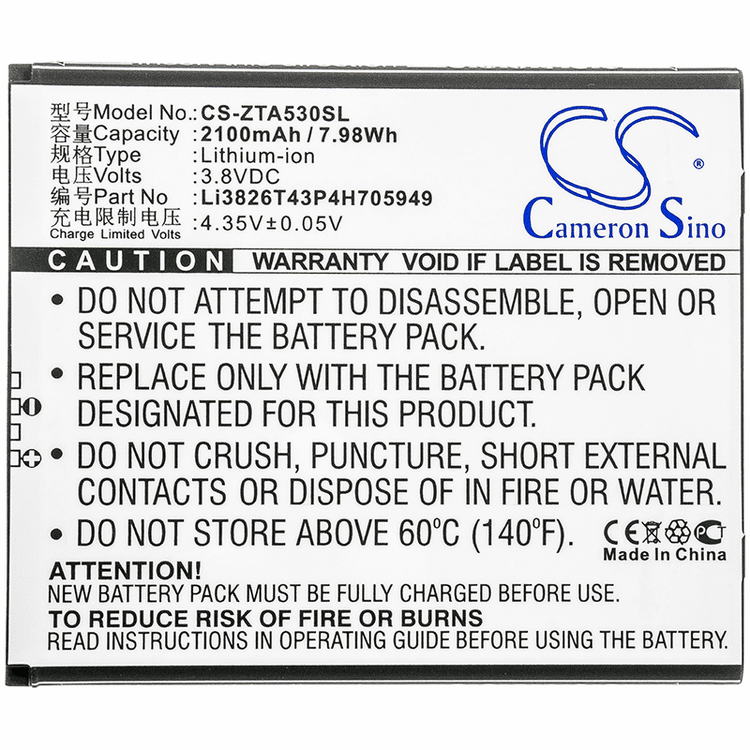 型号Model No.: CS-ZTA530SL
容量Capacity: 2100mAh / 7.98Wh
规格Type: Lithium-ion
电压Volts: 3.8VDC
配件Part No.: Li3826T43P4H705949
充电限制电压: 4.35V±0.05V
Charge Limited Volts
CS
®
Cameron Sino
CAUTION WARRANTY VOID IF LABEL IS REMOVED
• DO NOT ATTEMPT TO DISASSEMBLE, OPEN OR
SERVICE THE BATTERY PACK.
• USE ONLY WITH THE BATTERY PACK
DESIGNATED FOR THIS PRODUCT.
• DO NOT CRUSH, PUNCTURE, SHORT EXTERNAL
CONTACTS OR DISPOSE OF IN FIRE OR WATER.
• DO NOT STORE ABOVE 60°C (140°F).
CE FC
Made in China
ATTENTION!
NEW BATTERY PACK MUST BE FULLY CHARGED BEFORE USE
TO REDUCE RISK OF FIRE OR BURNS.
READ INSTRUCTIONS IN OPERATING GUIDE BEFORE USING.